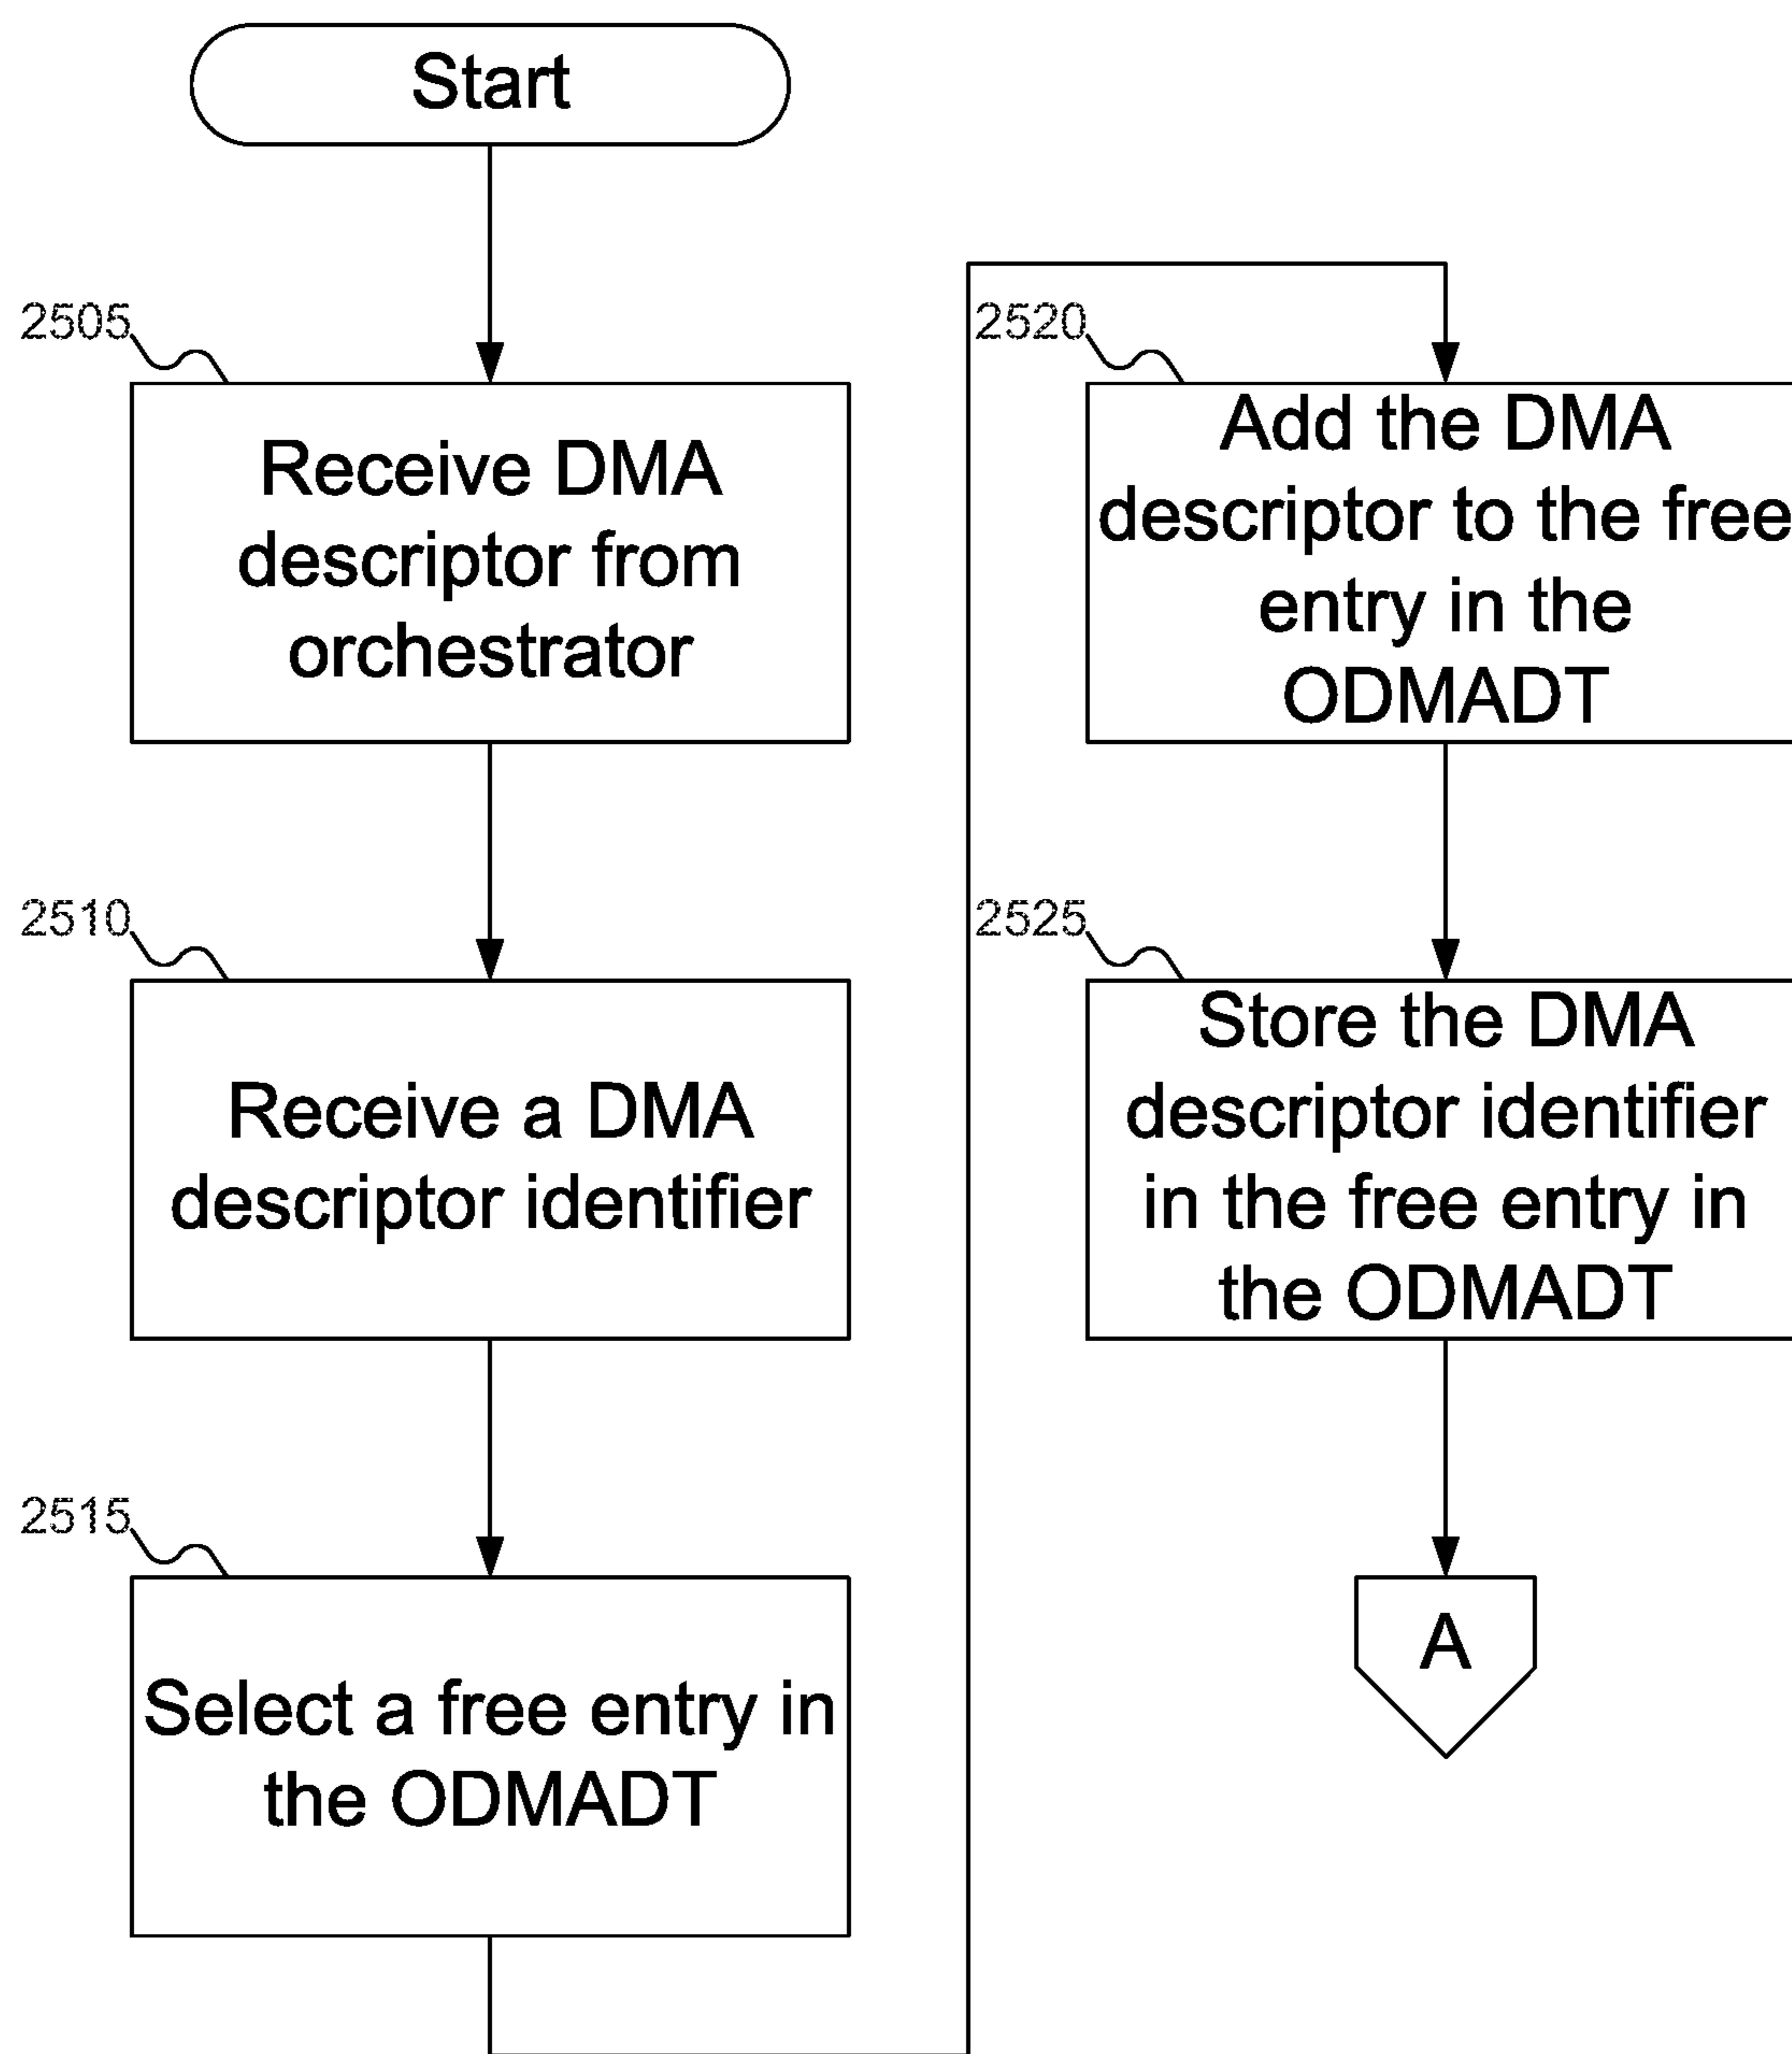 Start
2505
Receive DMA
descriptor from
orchestrator
2510
Receive a DMA
descriptor identifier
2515
Select a free entry in
the ODMADT
2520
Add the DMA
descriptor to the free
entry in the
ODMADT
2525
Store the DMA
descriptor identifier
in the free entry in
the ODMADT
A